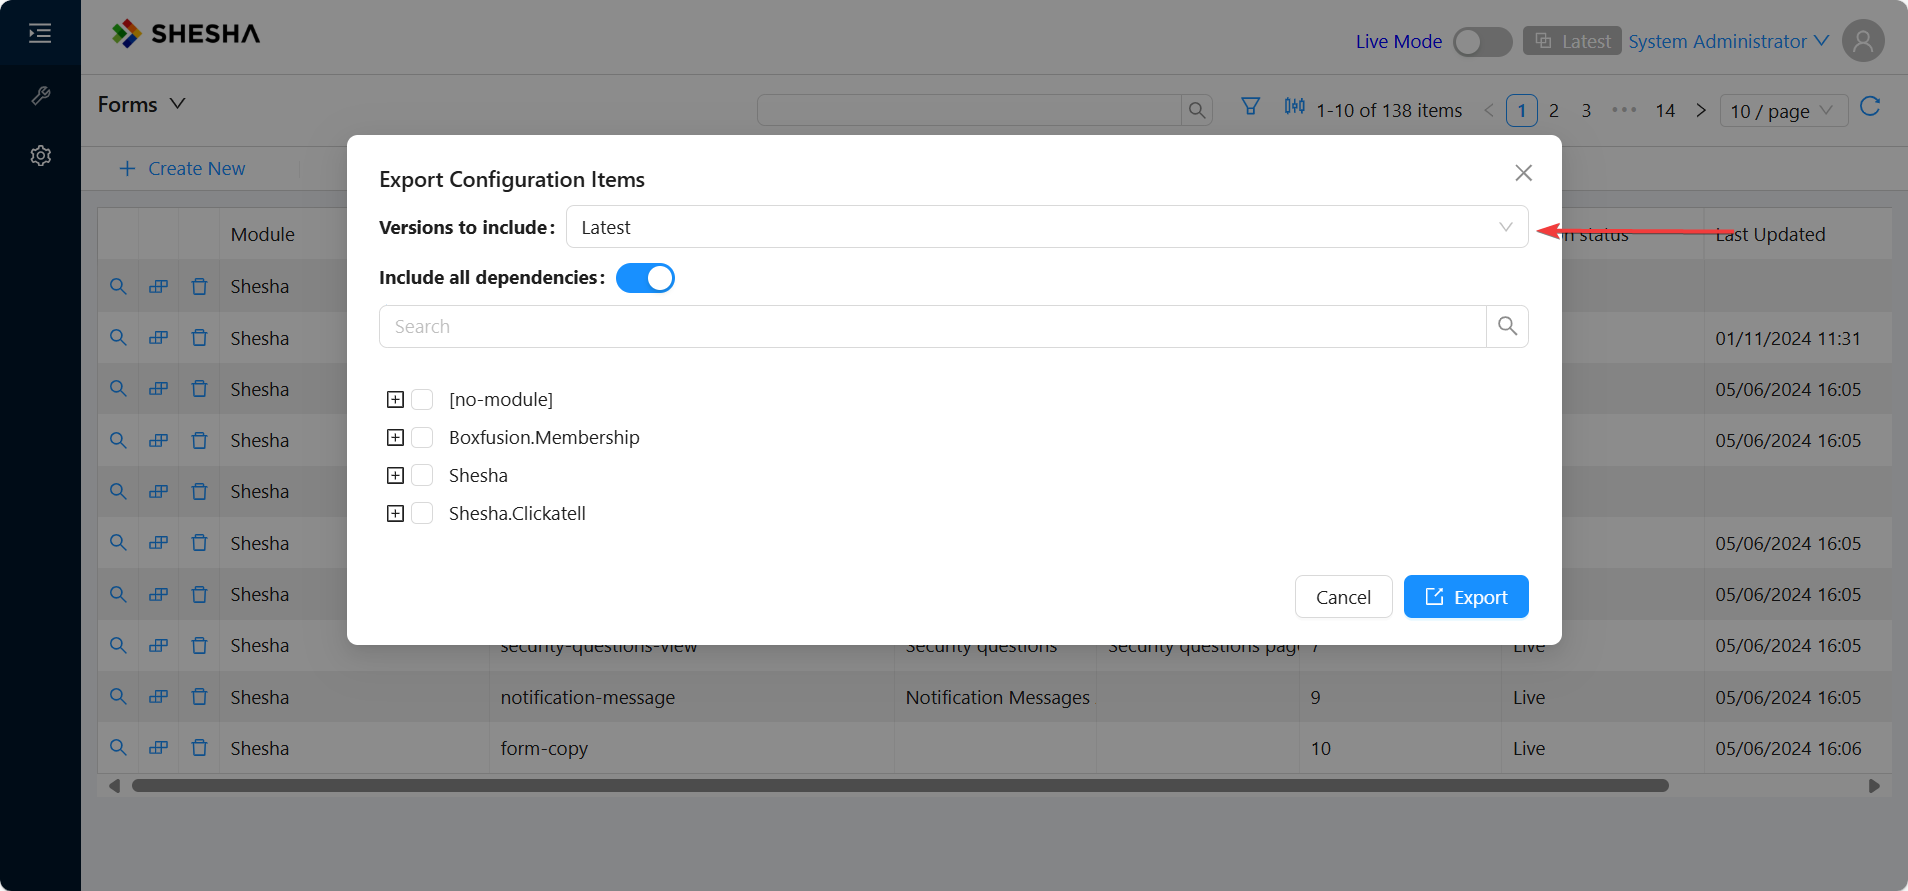 SHESHA
Live Mode
Latest
System Administrator
Forms
1-10 of 138 items
1
2
3
•••
14
10 / page
Create New
Export Configuration Items
Versions to include:
Latest
Module
status
Last Updated
Include all dependencies:
Shesha
Search
Shesha
01/11/2024 11:31
Shesha
05/06/2024 16:05
[no-module]
Shesha
05/06/2024 16:05
Boxfusion.Membership
Shesha
Shesha
Shesha.Clickatell
Shesha
05/06/2024 16:05
Shesha
05/06/2024 16:05
Cancel
Export
Shesha
security-questions-view
Security questions
Security questions pag
7
Live
05/06/2024 16:05
Shesha
notification-message
Notification Messages
9
Live
05/06/2024 16:05
Shesha
form-copy
10
Live
05/06/2024 16:06